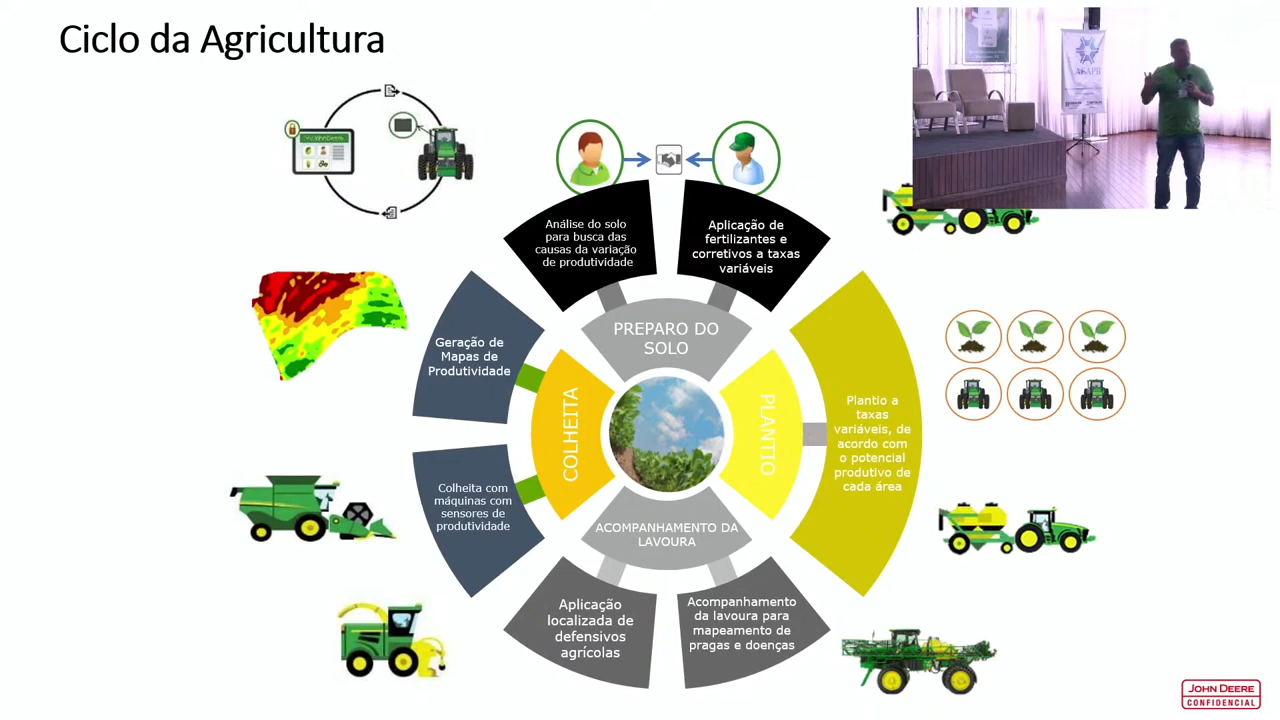 Ciclo da Agricultura
Análise do solo
para busca das
causas da variação
de produtividade
Aplicação de
fertilizantes e
corretivos a taxas
variáveis
PREPARO DO
SOLO
Geração de
Mapas de
Produtividade
COLHEITA
PLANTIO
Plantio a
taxas
variáveis, de
acordo com
o potencial
produtivo de
cada área
Colheita com
máquinas com
sensores de
produtividade
ACOMPANHAMENTO DA
LAVOURA
Aplicação
localizada de
defensivos
agrícolas
Acompanhamento
da lavoura para
mapeamento de
pragas e doenças
JOHN DEERE
CONFIDENCIAL